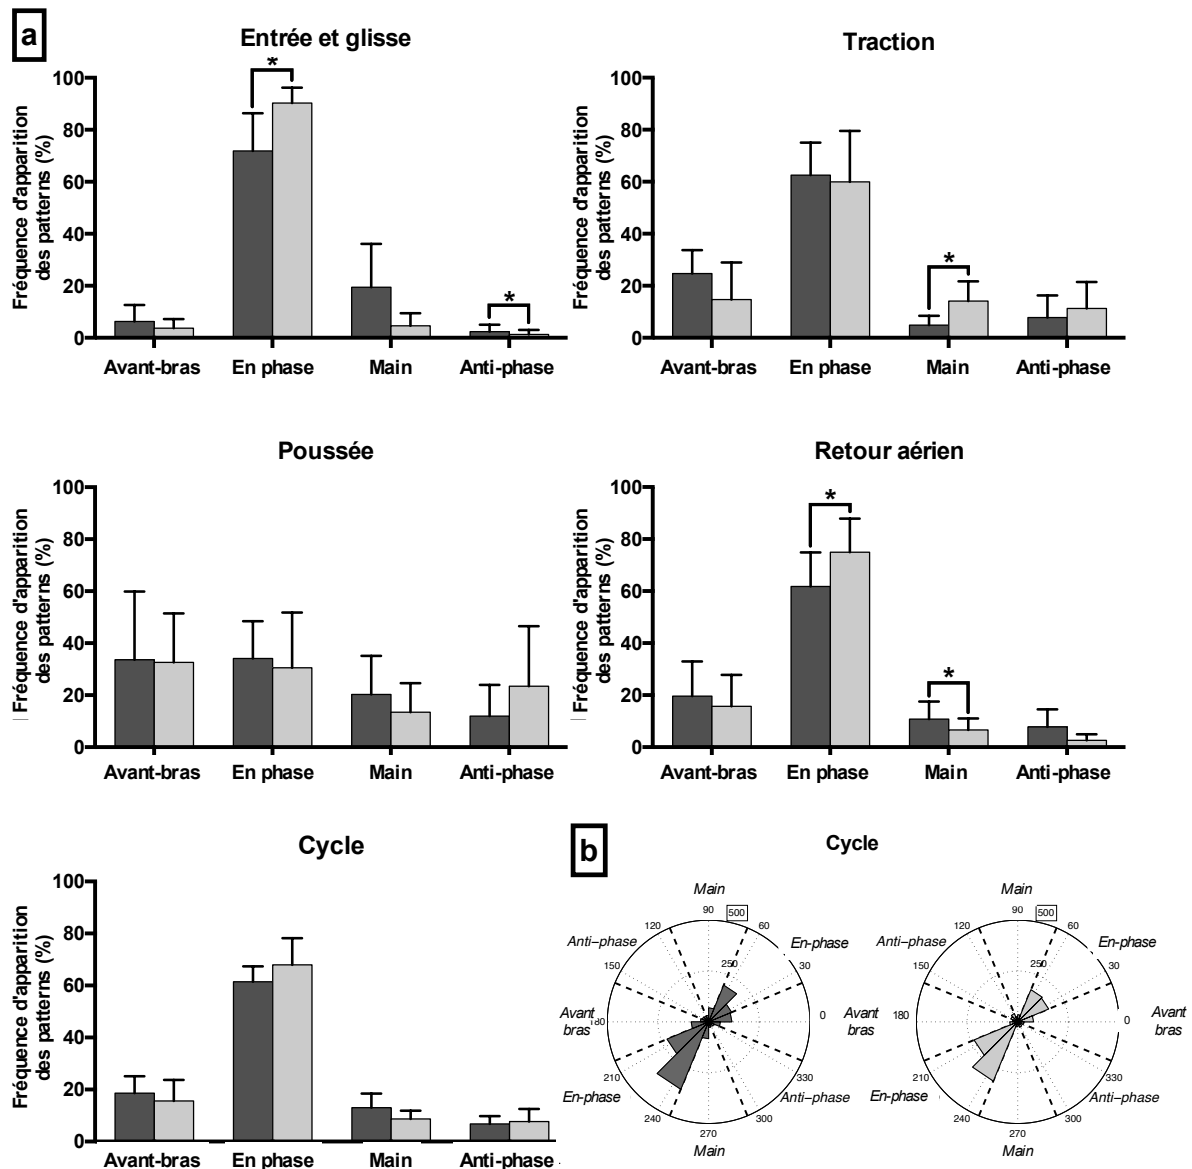 a
Entrée et glisse
Fréquence d'apparition
des patterns (%)
100
80
60
40
20
0
*
*
Avant-bras En phase Main Anti-phase
Traction
Fréquence d'apparition
des patterns (%)
100
80
60
40
20
0
*
Avant-bras En phase Main Anti-phase
Poussée
Fréquence d'apparition
des patterns (%)
100
80
60
40
20
0
Avant-bras En phase Main Anti-phase
Retour aérien
Fréquence d'apparition
des patterns (%)
100
80
60
40
20
0
*
*
Avant-bras En phase Main Anti-phase
Cycle
Fréquence d'apparition
des patterns (%)
100
80
60
40
20
0
Avant-bras En phase Main Anti-phase
b
Cycle
Main
90 500
120 60
Anti-phase En-phase
250
150 30
Avant
bras
180 0
210 330
En-phase Anti-phase
240 300
270
Main
Main
90 500
120 60
Anti-phase En-phase
250
150 30
Avant
bras
180 0
Avant
bras
210 330
En-phase Anti-phase
240 300
270
Main